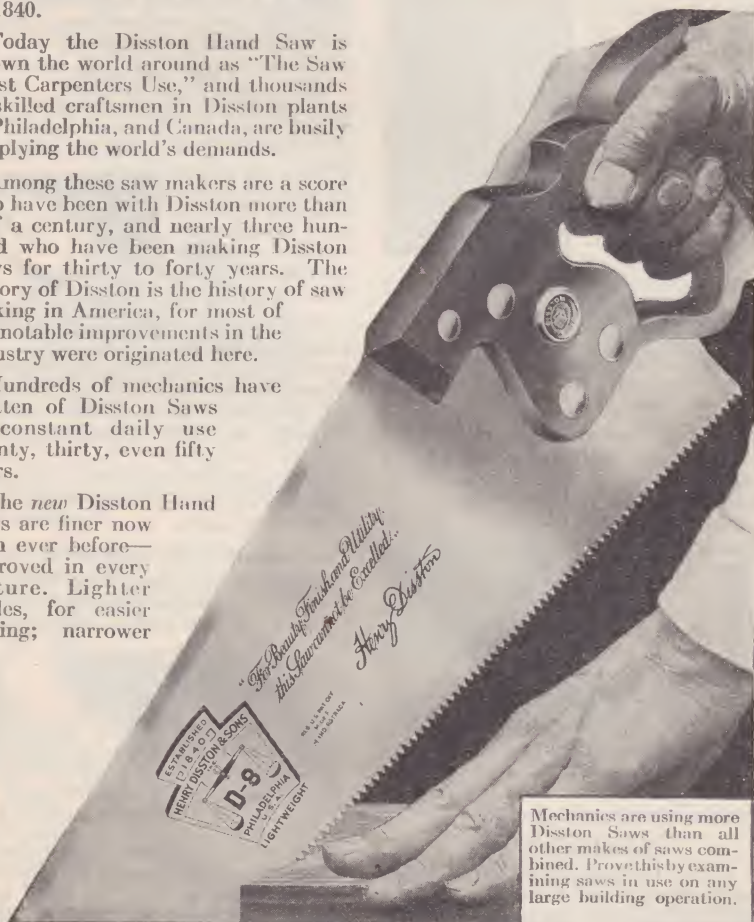 840.
oday the Disston Hand Saw is
own the world around as "The Saw
st Carpenters Use," and thousands
skilled craftsmen in Disston plants
Philadelphia, and Canada, are busily
plying the world's demands.
mong these saw makers are a score
o have been with Disston more than
f a century, and nearly three hun-
d who have been making Disston
s for thirty to forty years. The
ory of Disston is the history of saw
king in America, for most of
notable improvements in the
ustry were originated here.
undreds of mechanics have
ten of Disston Saws
constant daily use
nty, thirty, even fifty
rs.
he new Disston Hand
s are finer now
n ever before—
roved in every
ture. Lighter
les, for easier
ing; narrower
"For Beauty, Finish and Utility,
this Saw cannot be Excelled..
Henry Disston
REG. U.S. PAT. OFF.
ESTABLISHED
1840
HENRY DISSTON & SONS
D-8
PHILADELPHIA
U.S.A.
LIGHTWEIGHT
Mechanics are using more
Disston Saws than all
other makes of saws com-
bined. Prove this by exam-
ining saws in use on any
large building operation.